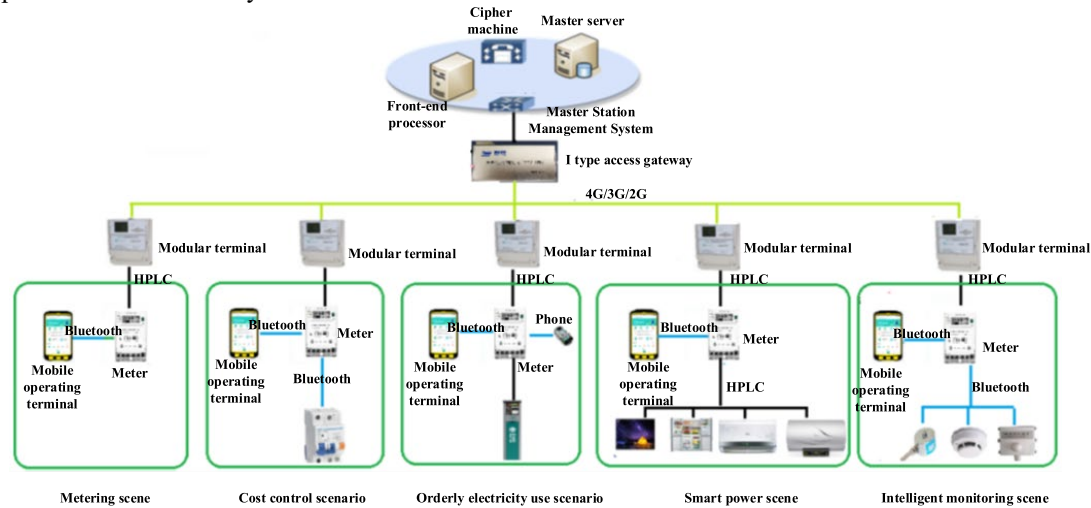 Cipher
machine
Master server
Front-end
processor
Master Station
Management System
I type access gateway
4G/3G/2G
Modular terminal
Modular terminal
Modular terminal
Modular terminal
Modular terminal
HPLC
HPLC
HPLC
HPLC
Bluetooth
Mobile
operating
terminal
Meter
Bluetooth
Meter
Mobile
operating
terminal
Bluetooth
Bluetooth
Phone
Mobile
operating
terminal
Meter
Bluetooth
Meter
Mobile
operating
terminal
HPLC
Bluetooth
Meter
Mobile
operating
terminal
Bluetooth
Metering scene
Cost control scenario
Orderly electricity use scenario
Smart power scene
Intelligent monitoring scene